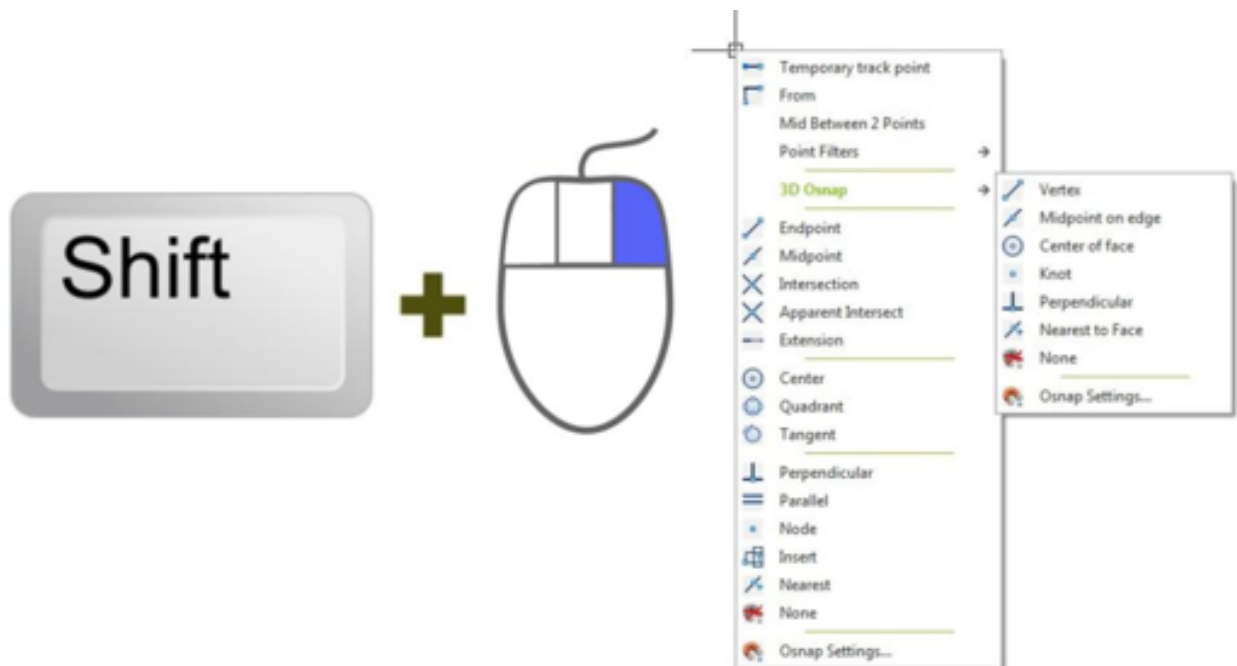 Shift
Temporary track point
From
Mid Between 2 Points
Point Filters
3D Osnap
Endpoint
Midpoint
Intersection
Apparent Intersect
Extension
Center
Quadrant
Tangent
Perpendicular
Parallel
Node
Insert
Nearest
None
Osnap Settings...
Vertex
Midpoint on edge
Center of face
Knot
Perpendicular
Nearest to Face
None
Osnap Settings...